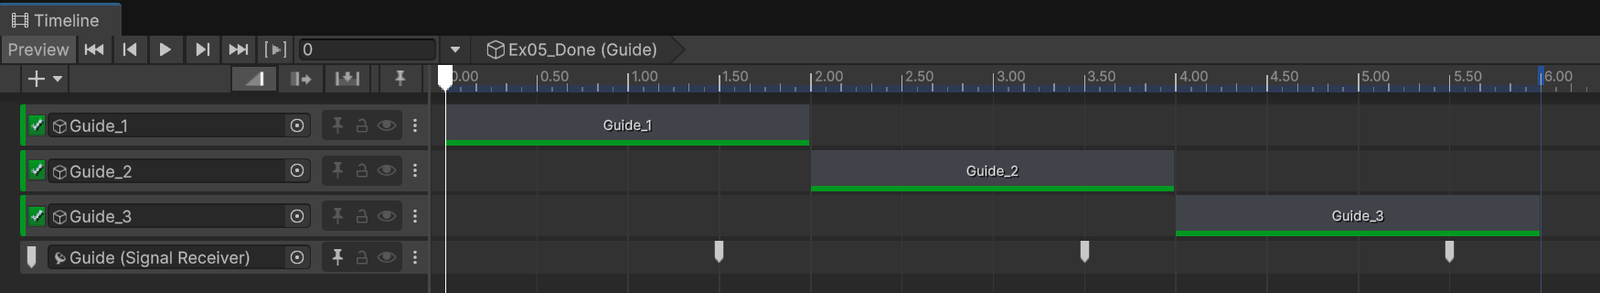 Timeline
Preview 0 Ex05_Done (Guide)
0.00 0.50 1.00 1.50 2.00 2.50 3.00 3.50 4.00 4.50 5.00 5.50 6.00
Guide_1 Guide_1
Guide_2 Guide_2
Guide_3 Guide_3
Guide (Signal Receiver)